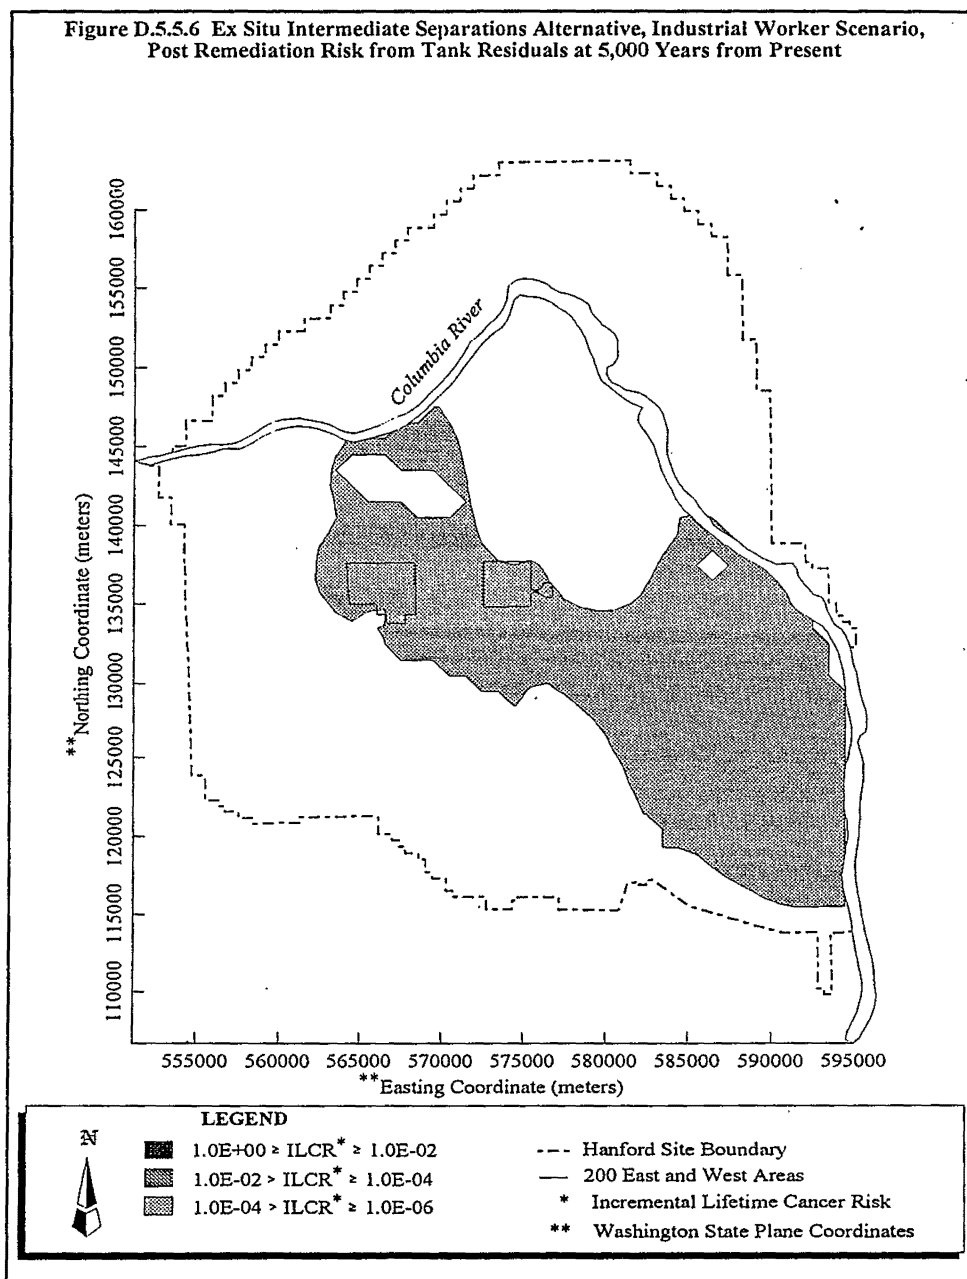 Figure D.5.5.6 Ex Situ Intermediate Separations Alternative, Industrial Worker Scenario,
Post Remediation Risk from Tank Residuals at 5,000 Years from Present
160000
155000
150000
145000
140000
135000
130000
125000
120000
115000
110000
**Northing Coordinate (meters)
Columbia River
555000 560000 565000 570000 575000 580000 585000 590000 595000
**Easting Coordinate (meters)
LEGEND
N
1.0E+00 ≥ ILCR* ≥ 1.0E-02
1.0E-02 > ILCR* ≥ 1.0E-04
1.0E-04 > ILCR* ≥ 1.0E-06
Hanford Site Boundary
200 East and West Areas
* Incremental Lifetime Cancer Risk
** Washington State Plane Coordinates